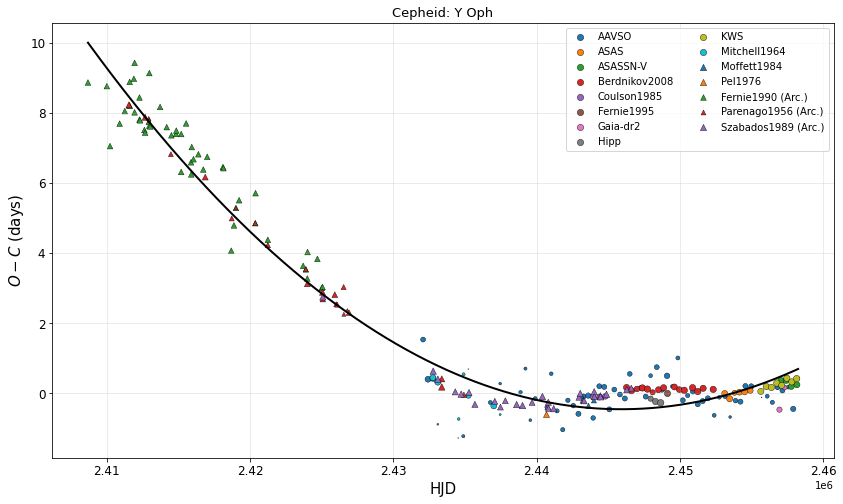 Cepheid: Y Oph
O − C (days)
10
8
6
4
2
0
AAVSO
ASAS
ASASSN-V
Berdnikov2008
Coulson1985
Fernie1995
Gaia-dr2
Hipp
KWS
Mitchell1964
Moffett1984
Pel1976
Fernie1990 (Arc.)
Parenago1956 (Arc.)
Szabados1989 (Arc.)
2.41 2.42 2.43 2.44 2.45 2.46
1e6
HJD